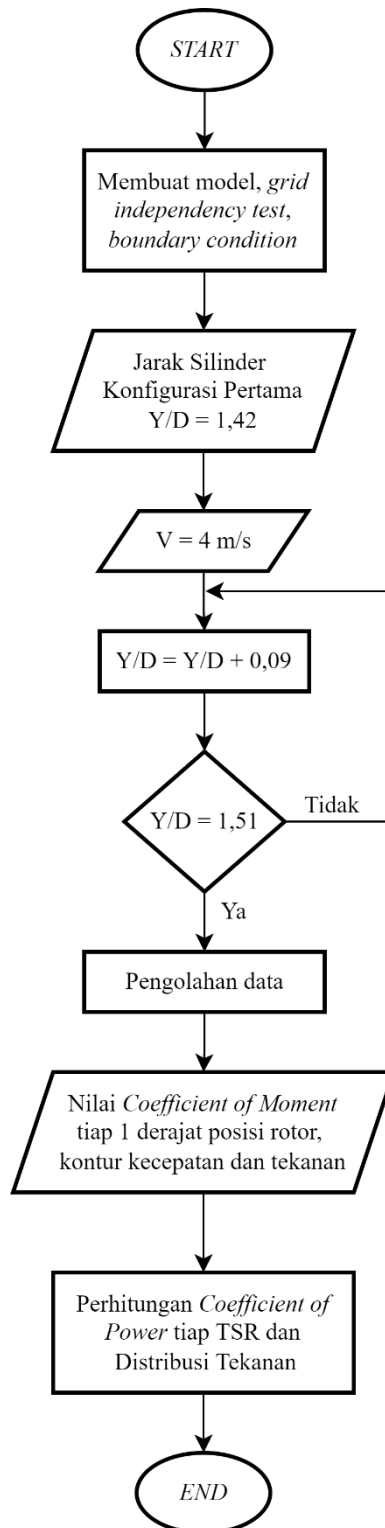 START
Membuat model, grid
independency test,
boundary condition
Jarak Silinder
Konfigurasi Pertama
Y/D = 1,42
V = 4 m/s
Y/D = Y/D + 0,09
Y/D = 1,51
Tidak
Ya
Pengolahan data
Nilai Coefficient of Moment
tiap 1 derajat posisi rotor,
kontur kecepatan dan tekanan
Perhitungan Coefficient of
Power tiap TSR dan
Distribusi Tekanan
END